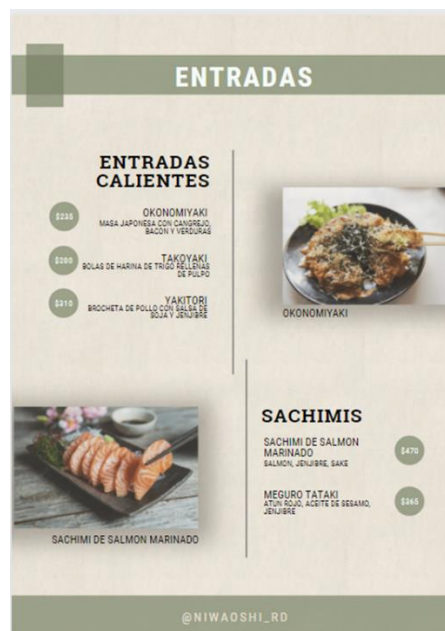 ENTRADAS
ENTRADAS
CALIENTES
$235
OKONOMIYAKI
MASA JAPONESA CON CANGREJO,
BACON Y VERDURAS
$200
TAKOYAKI
BOLAS DE HARINA DE TRIGO RELLENAS
DE PULPO
$310
YAKITORI
BROCHETA DE POLLO CON SALSA DE
SOJA Y JENJIBRE
OKONOMIYAKI
SACHIMIS
SACHIMI DE SALMON
MARINADO
$470
SALMON, JENJIBRE, SAKE
MEGURO TATAKI
$365
ATUN ROJO, ACEITE DE SESAMO,
JENJIBRE
SACHIMI DE SALMON MARINADO
@NIWAOSHI_RD